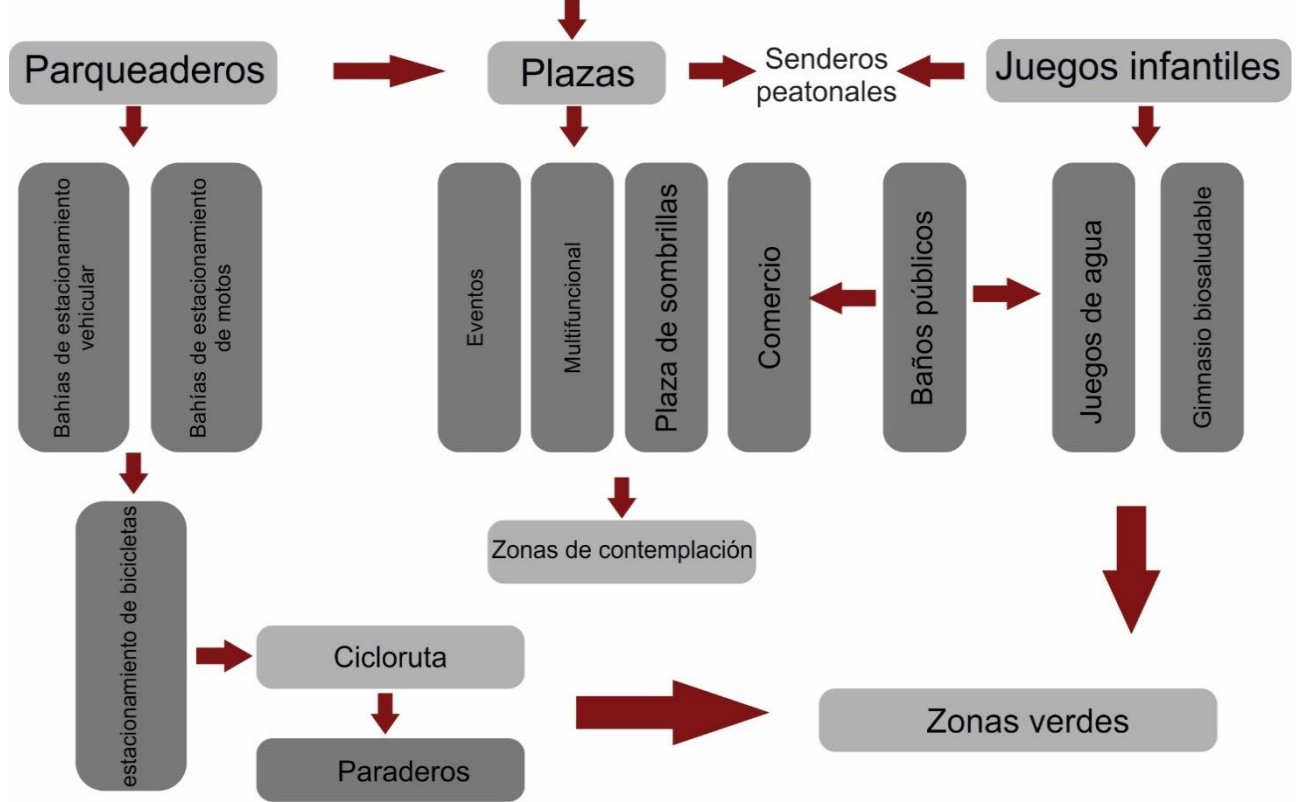 Parqueaderos
Plazas
Senderos
peatonales
Juegos infantiles
Bahías de estacionamiento
vehicular
Bahías de estacionamiento
de motos
Eventos
Multifuncional
Plaza de sombrillas
Comercio
Baños públicos
Juegos de agua
Gimnasio biosaludable
estacionamiento de bicicletas
Zonas de contemplación
Cicloruta
Paraderos
Zonas verdes